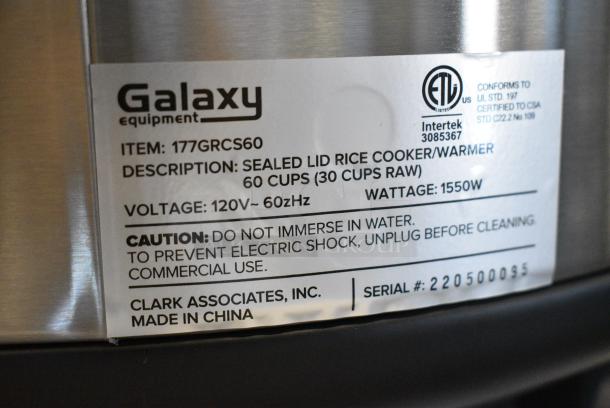 Galaxy
equipment
ITEM: 177GRCS60
DESCRIPTION: SEALED LID RICE COOKER/WARMER
60 CUPS (30 CUPS RAW)
VOLTAGE: 120V~ 60zHz
WATTAGE: 1550W
CAUTION: DO NOT IMMERSE IN WATER.
TO PREVENT ELECTRIC SHOCK, UNPLUG BEFORE CLEANING.
COMMERCIAL USE.
CLARK ASSOCIATES, INC.
MADE IN CHINA
SERIAL #: 220500095
ETL
LISTED
US
Intertek
3085367
CONFORMS TO
UL STD. 197
CERTIFIED TO CSA
STD C22.2 No 109
GROUP